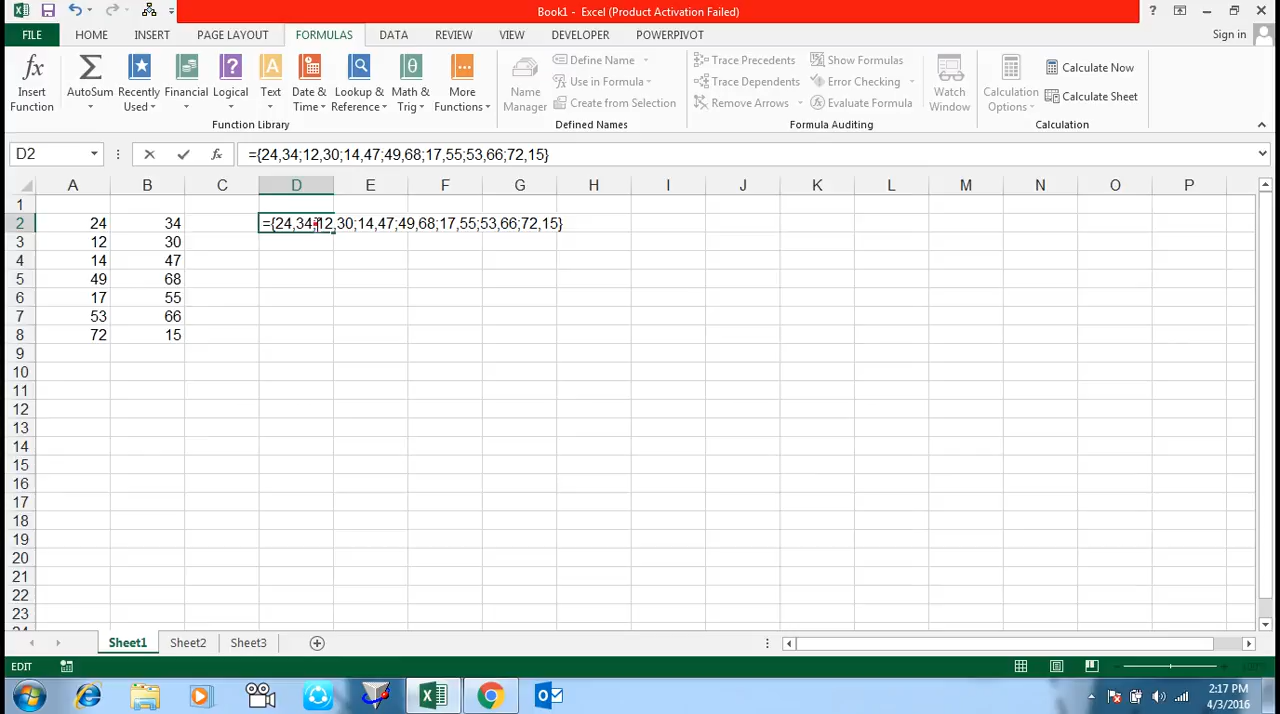 Book1 - Excel (Product Activation Failed)
?
FILE HOME INSERT PAGE LAYOUT FORMULAS DATA REVIEW VIEW DEVELOPER POWERPIVOT Sign in
fx Σ θ
Insert Function
AutoSum
Recently Used
Financial
Logical
A
Text
Date & Time
Lookup & Reference
Math & Trig
More Functions
Function Library
Name Manager
Define Name
Use in Formula
Create from Selection
Defined Names
Trace Precedents
Trace Dependents
Remove Arrows
Show Formulas
Error Checking
Evaluate Formula
Watch Window
Formula Auditing
Calculation Options
Calculate Now
Calculate Sheet
Calculation
D2 fx ={24,34;12,30;14,47;49,68;17,55;53,66;72,15}
A B C D E F G H I J K L M N O P
1
2 24 34 ={24,34;12,30;14,47;49,68;17,55;53,66;72,15}
3 12 30
4 14 47
5 49 68
6 17 55
7 53 66
8 72 15
9
10
11
12
13
14
15
16
17
18
19
20
21
22
23
Sheet1 Sheet2 Sheet3
EDIT
2:17 PM
4/3/2016